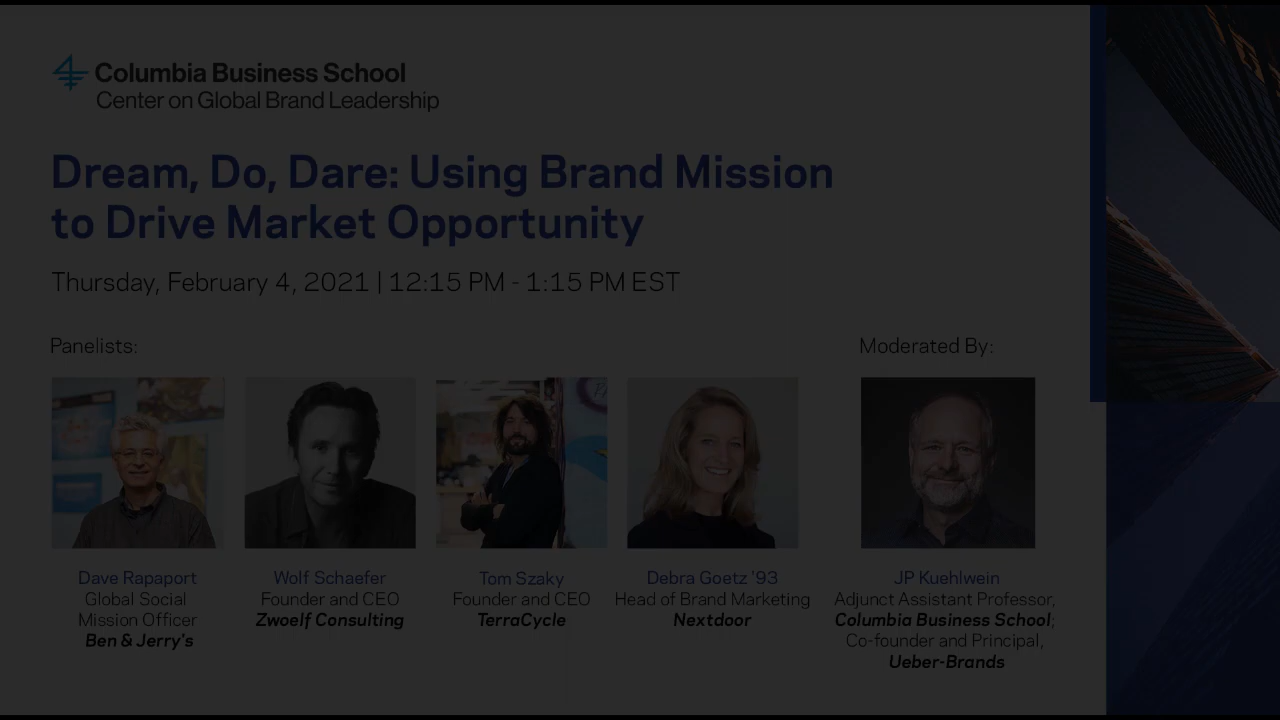 Columbia Business School
Center on Global Brand Leadership
Dream, Do, Dare: Using Brand Mission
to Drive Market Opportunity
Thursday, February 4, 2021 | 12:15 PM - 1:15 PM EST
Panelists:
Moderated By:
Dave Rapaport
Global Social
Mission Officer
Ben & Jerry's
Wolf Schaefer
Founder and CEO
Zwoelf Consulting
Tom Szaky
Founder and CEO
TerraCycle
Debra Goetz '93
Head of Brand Marketing
Nextdoor
JP Kuehlwein
Adjunct Assistant Professor,
Columbia Business School;
Co-founder and Principal,
Ueber-Brands